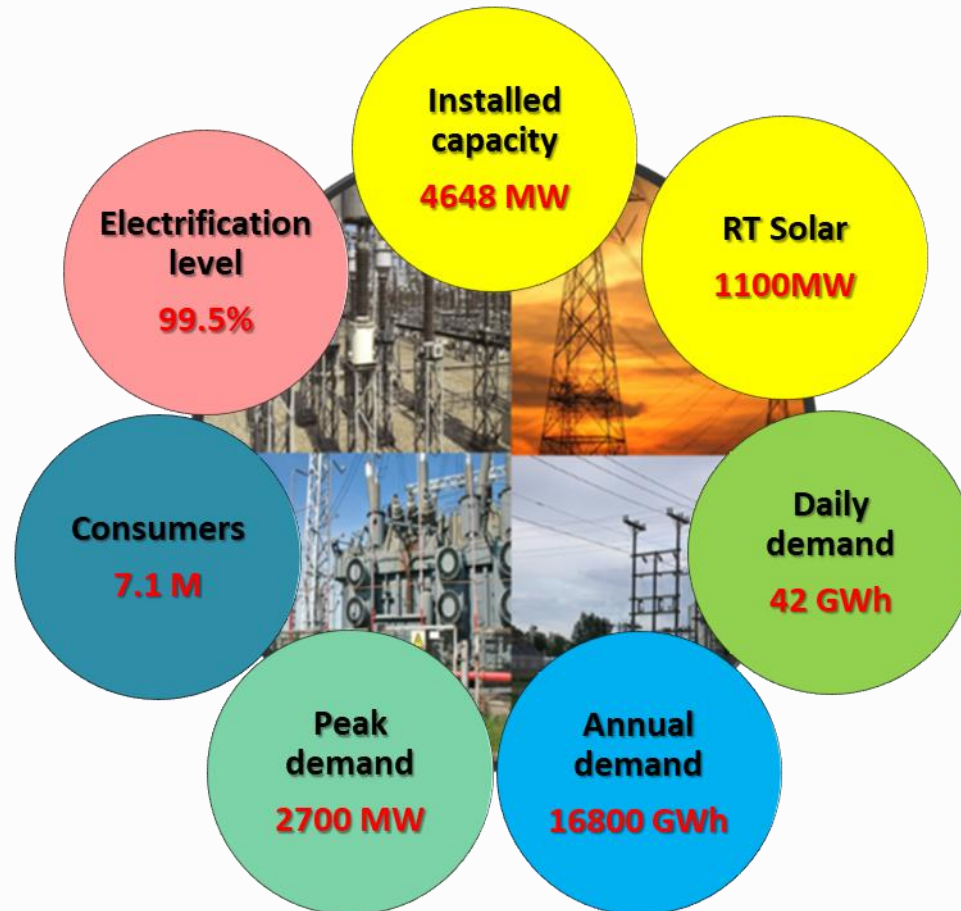 Installed
capacity
4648 MW
RT Solar
1100MW
Daily
demand
42 GWh
Annual
demand
16800 GWh
Peak
demand
2700 MW
Consumers
7.1 M
Electrification
level
99.5%